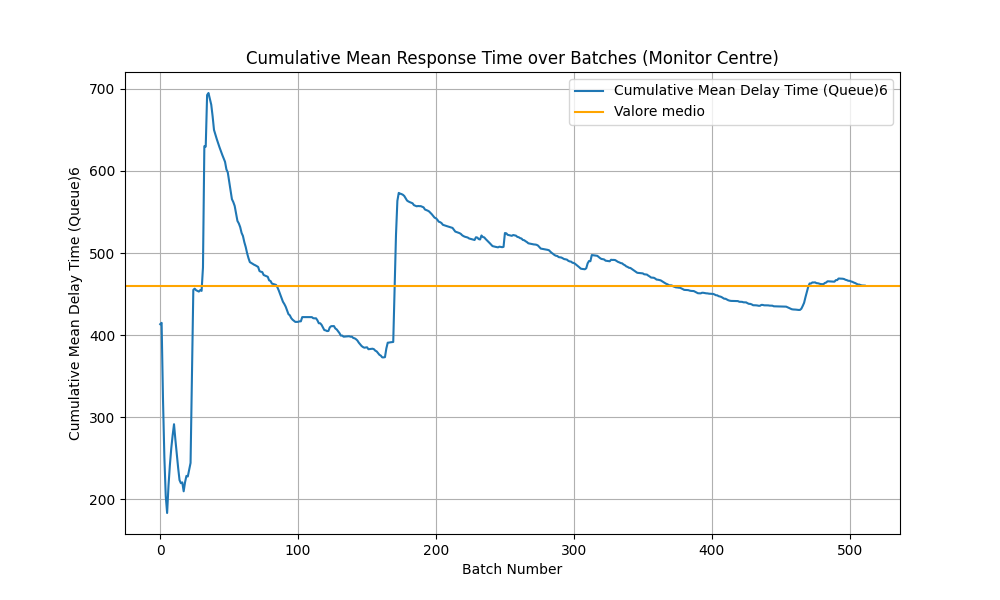 Cumulative Mean Response Time over Batches (Monitor Centre)
Cumulative Mean Delay Time (Queue)6
Valore medio
Cumulative Mean Delay Time (Queue)6
700
600
500
400
300
200
0 100 200 300 400 500
Batch Number